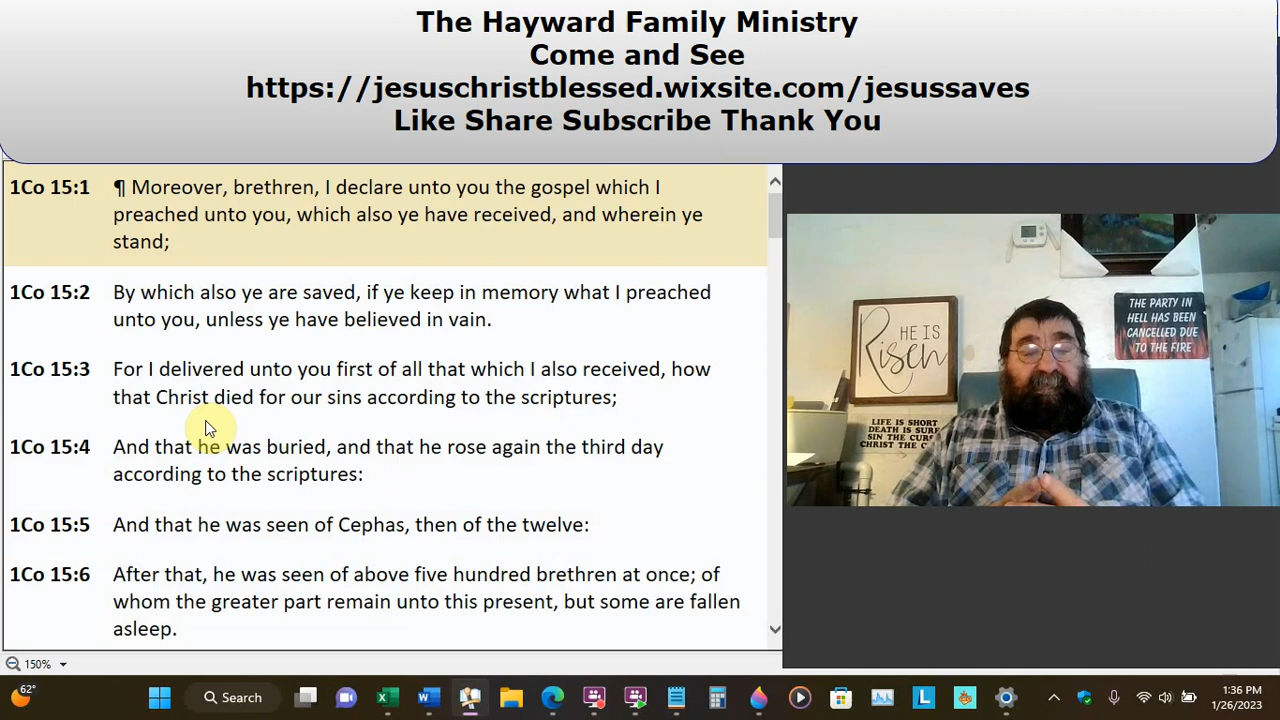 The Hayward Family Ministry
Come and See
https://jesuschristblessed.wixsite.com/jesussaves
Like Share Subscribe Thank You
1Co 15:1 ¶ Moreover, brethren, I declare unto you the gospel which I
preached unto you, which also ye have received, and wherein ye
stand;
1Co 15:2 By which also ye are saved, if ye keep in memory what I preached
unto you, unless ye have believed in vain.
1Co 15:3 For I delivered unto you first of all that which I also received, how
that Christ died for our sins according to the scriptures;
1Co 15:4 And that he was buried, and that he rose again the third day
according to the scriptures:
1Co 15:5 And that he was seen of Cephas, then of the twelve:
1Co 15:6 After that, he was seen of above five hundred brethren at once; of
whom the greater part remain unto this present, but some are fallen
asleep.
150%
HE IS
Risen
THE PARTY IN
HELL HAS BEEN
CANCELLED DUE
TO THE FIRE
LIFE IS SHORT
DEATH IS SURE
SIN THE CURS
CHRIST THE C
62°
Search
1:36 PM
1/26/2023